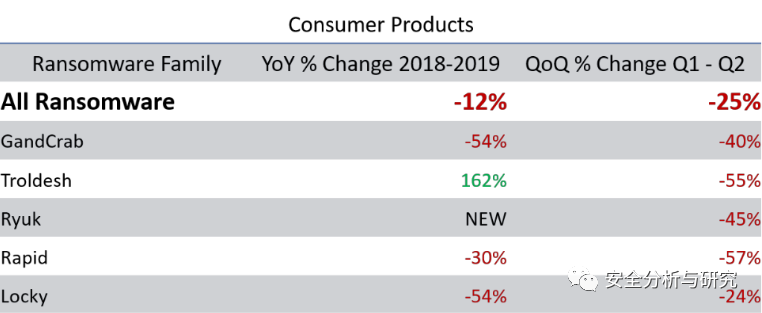 Consumer Products
Ransomware Family YoY % Change 2018-2019 QoQ % Change Q1 - Q2
All Ransomware -12% -25%
GandCrab -54% -40%
Troldesh 162% -55%
Ryuk NEW -45%
Rapid -30% -57%
安全分析与研究
Locky -54% -24%